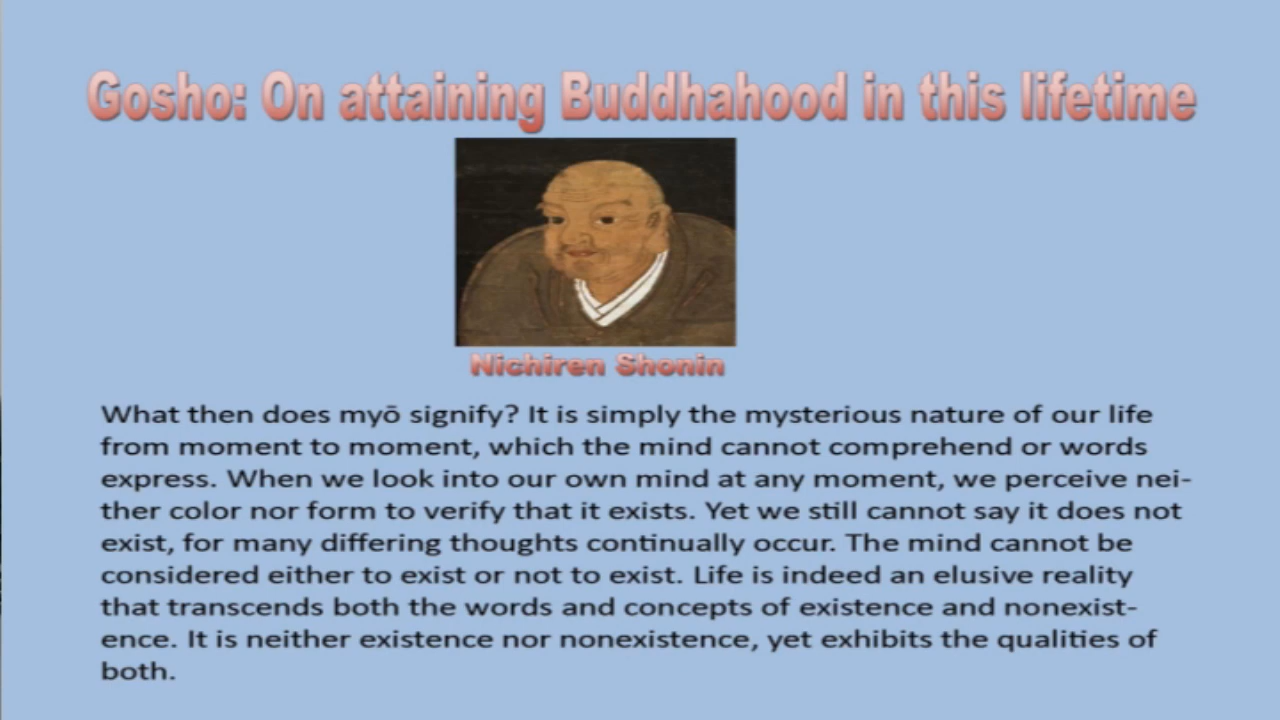 Gosho: On attaining Buddhahood in this lifetime
Nichiren Shonin
What then does myō signify? It is simply the mysterious nature of our life
from moment to moment, which the mind cannot comprehend or words
express. When we look into our own mind at any moment, we perceive nei-
ther color nor form to verify that it exists. Yet we still cannot say it does not
exist, for many differing thoughts continually occur. The mind cannot be
considered either to exist or not to exist. Life is indeed an elusive reality
that transcends both the words and concepts of existence and nonexist-
ence. It is neither existence nor nonexistence, yet exhibits the qualities of
both.